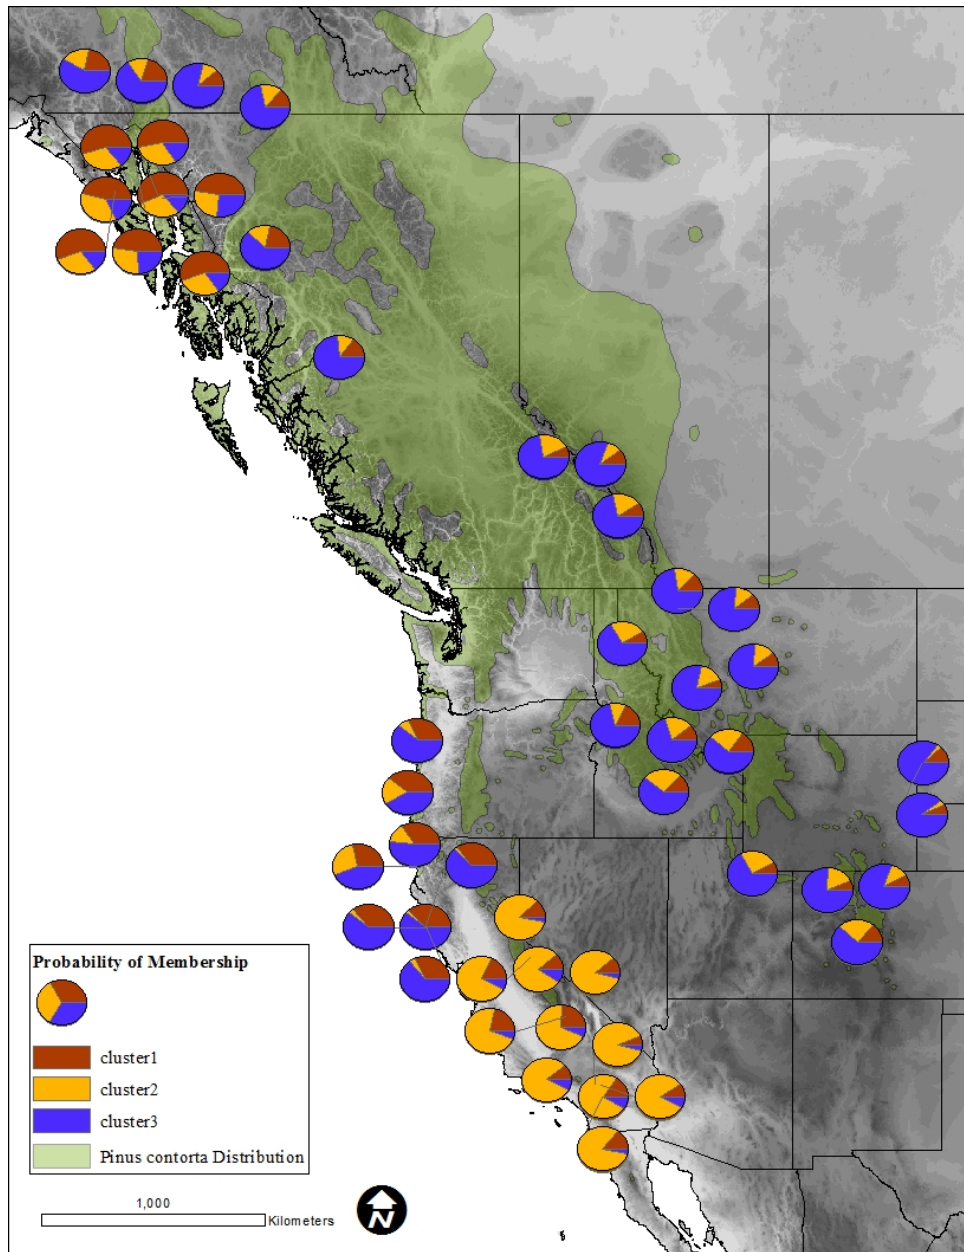 Probability of Membership
cluster1
cluster2
cluster3
Pinus contorta Distribution
1,000
Kilometers
N